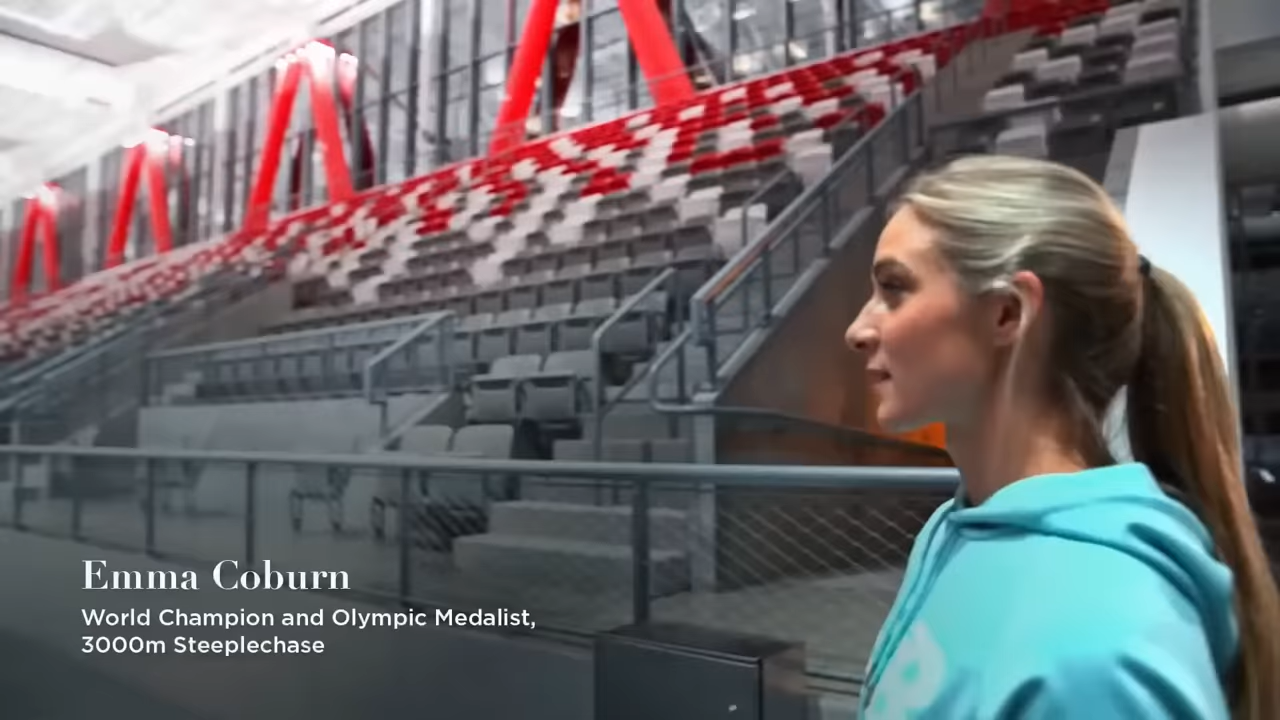 Emma Coburn
World Champion and Olympic Medalist,
3000m Steeplechase